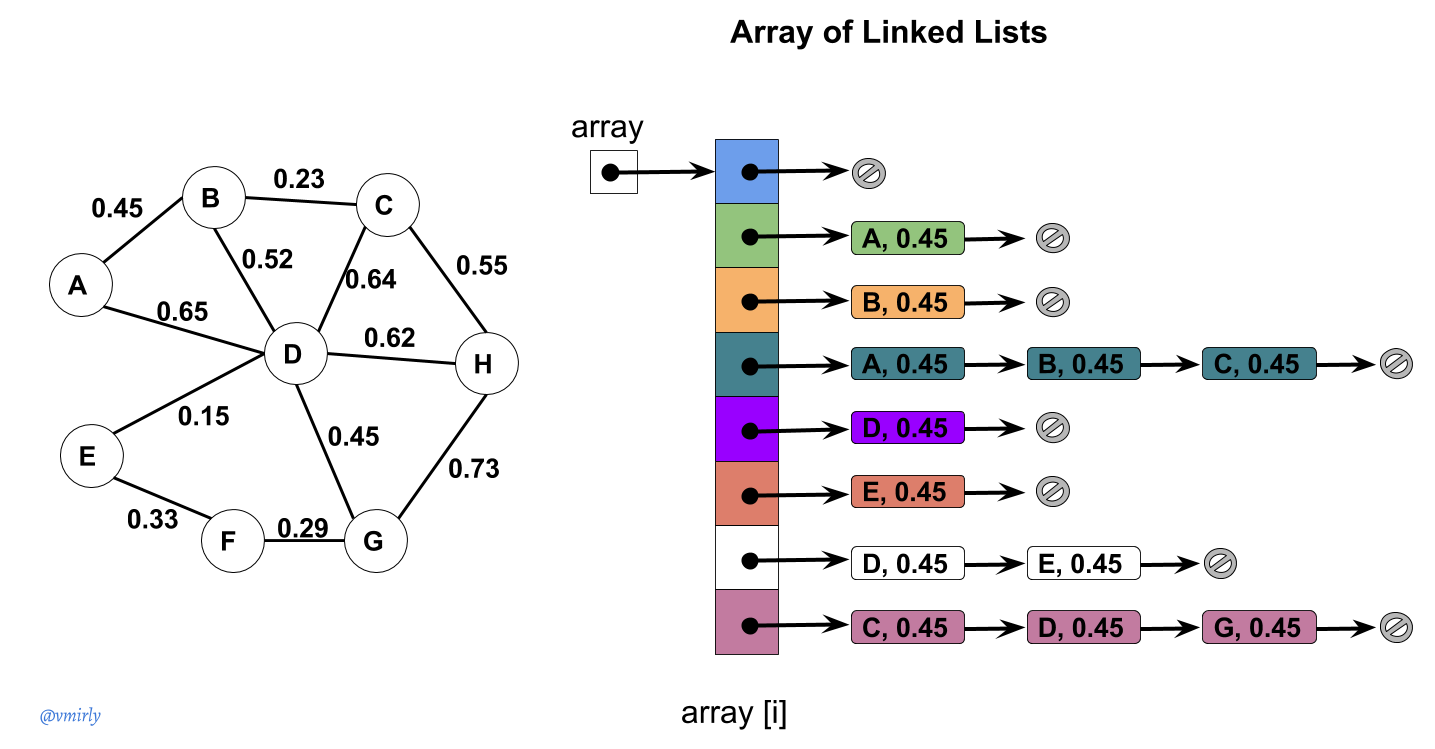 Array of Linked Lists
array
B
0.23
C
0.45
0.52
0.64
0.55
A
0.65
0.62
D
H
0.15
0.45
E
0.73
0.33
F
0.29
G
A, 0.45
B, 0.45
A, 0.45 B, 0.45 C, 0.45
D, 0.45
E, 0.45
D, 0.45 E, 0.45
C, 0.45 D, 0.45 G, 0.45
array [i]
@vmirly